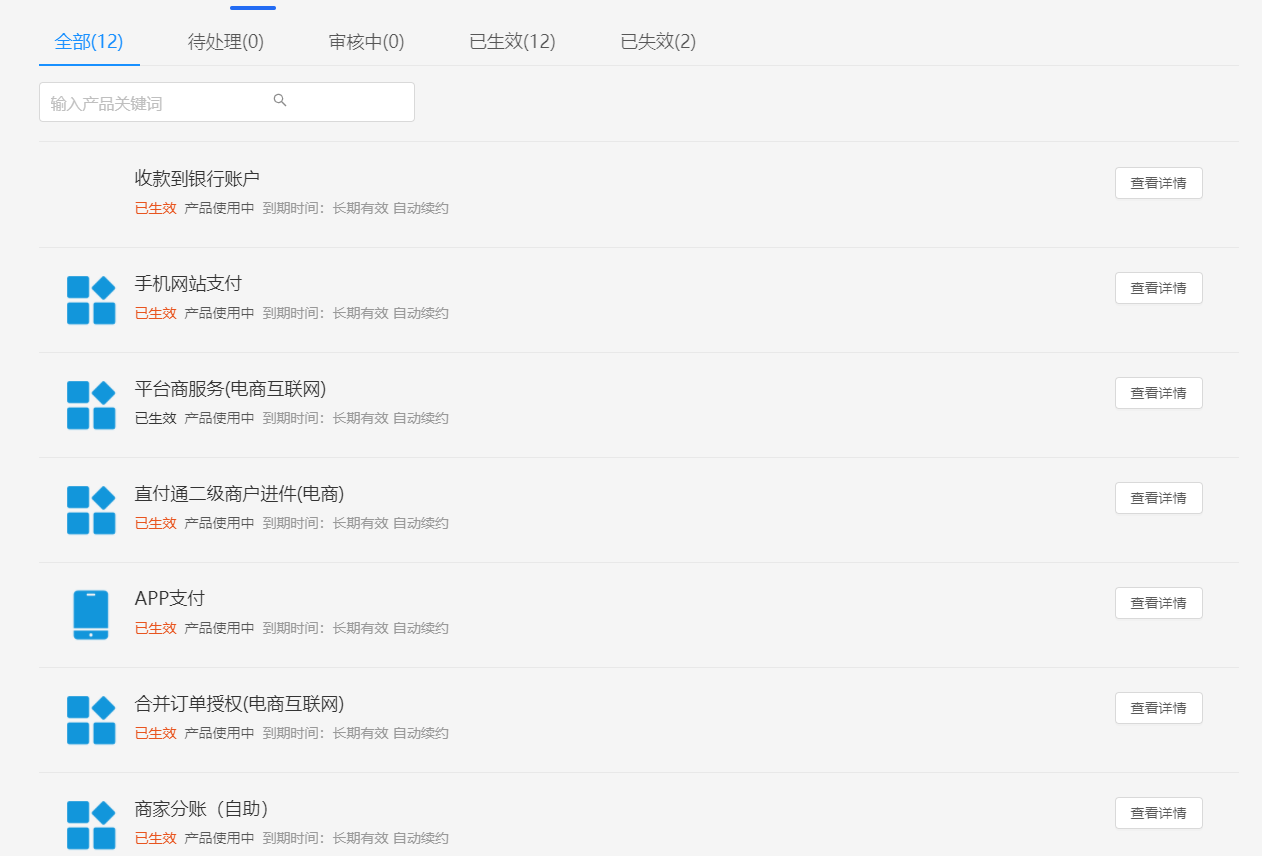 全部(12) 待处理(0) 审核中(0) 已生效(12) 已失效(2)
输入产品关键词
收款到银行账户 查看详情
已生效 产品使用中 到期时间：长期有效 自动续约
手机网站支付 查看详情
已生效 产品使用中 到期时间：长期有效 自动续约
平台商服务(电商互联网) 查看详情
已生效 产品使用中 到期时间：长期有效 自动续约
直付通二级商户进件(电商) 查看详情
已生效 产品使用中 到期时间：长期有效 自动续约
APP支付 查看详情
已生效 产品使用中 到期时间：长期有效 自动续约
合并订单授权(电商互联网) 查看详情
已生效 产品使用中 到期时间：长期有效 自动续约
商家分账（自助） 查看详情
已生效 产品使用中 到期时间：长期有效 自动续约